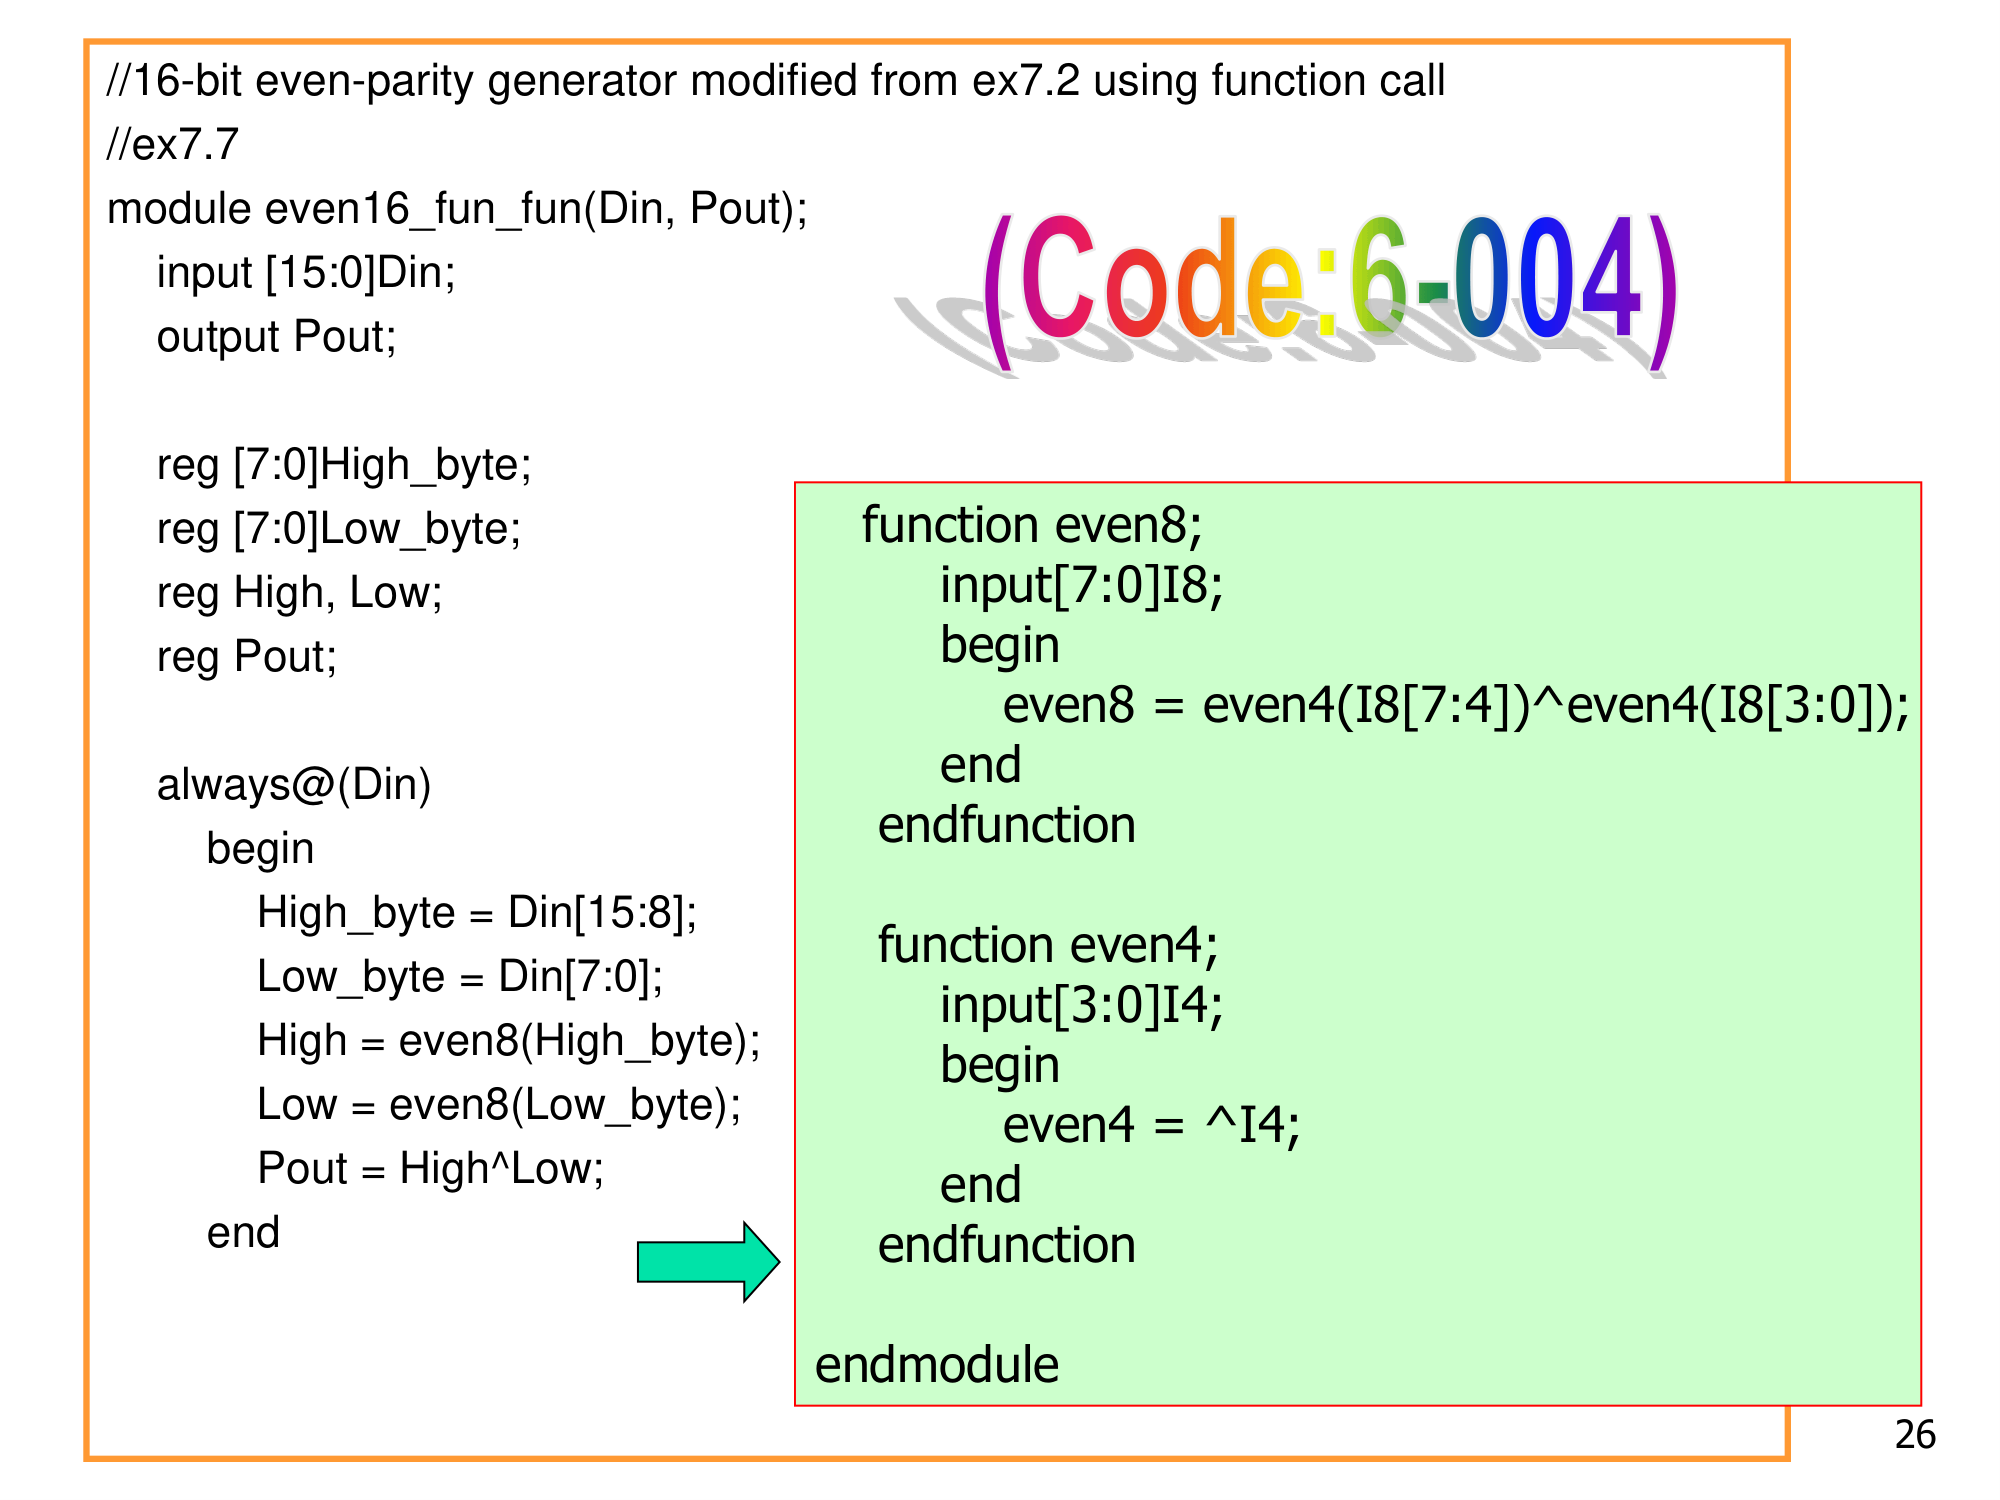 //16-bit even-parity generator modified from ex7.2 using function call
//ex7.7
module even16_fun_fun(Din, Pout);
input [15:0]Din;
output Pout;
(Code:6-004)
reg [7:0]High_byte;
reg [7:0]Low_byte;
reg High, Low;
reg Pout;
always@(Din)
begin
High_byte = Din[15:8];
Low_byte = Din[7:0];
High = even8(High_byte);
Low = even8(Low_byte);
Pout = High^Low;
end
function even8;
input[7:0]I8;
begin
even8 = even4(I8[7:4])^even4(I8[3:0]);
end
endfunction
function even4;
input[3:0]I4;
begin
even4 = ^I4;
end
endfunction
endmodule
26